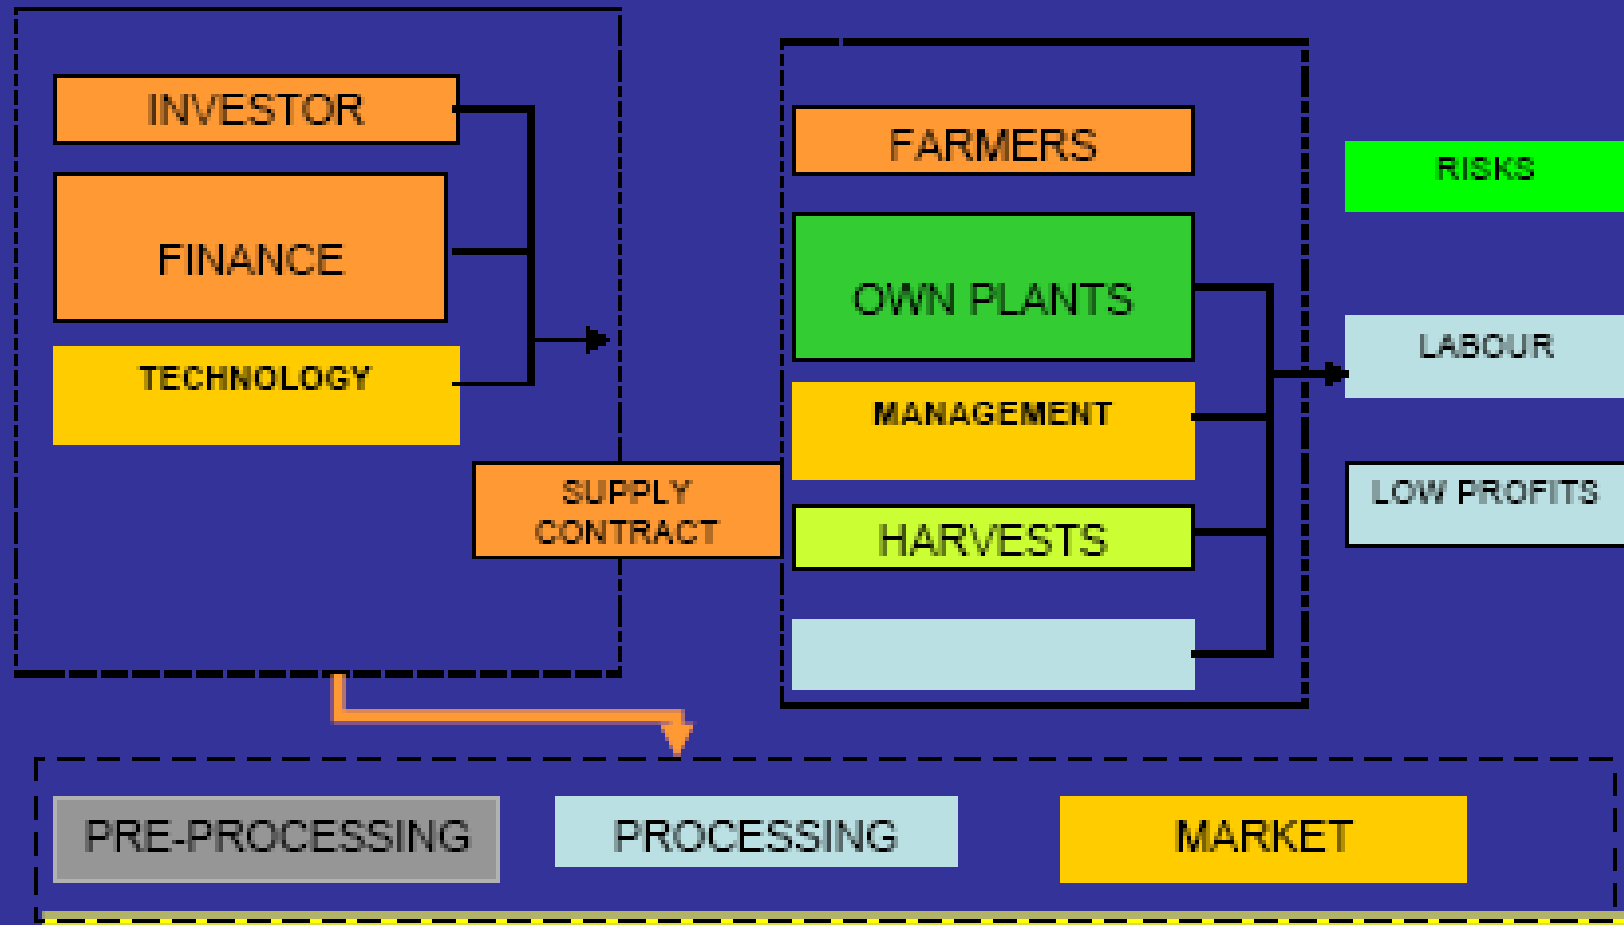 INVESTOR
FINANCE
TECHNOLOGY
SUPPLY
CONTRACT
FARMERS
OWN PLANTS
MANAGEMENT
HARVESTS
RISKS
LABOUR
LOW PROFITS
PRE-PROCESSING
PROCESSING
MARKET